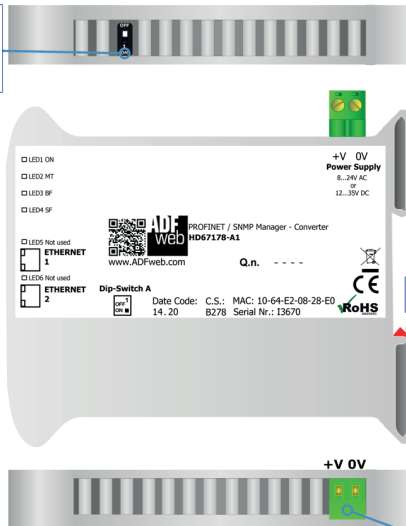 OFF
1
ON
+V 0V
Power Supply
8...24V AC
or
12...35V DC
LED1 ON
LED2 MT
LED3 BF
LED4 SF
ADF
web
PROFINET / SNMP Manager - Converter
HD67178-A1
www.ADFweb.com
Q.n. - - - -
LED5 Not used
ETHERNET
1
LED6 Not used
ETHERNET
2
Dip-Switch A
OFF 1
ON
Date Code: C.S.: MAC: 10-64-E2-08-28-E0
14.20 B278 Serial Nr.: I3670
CE
RoHS
+V 0V